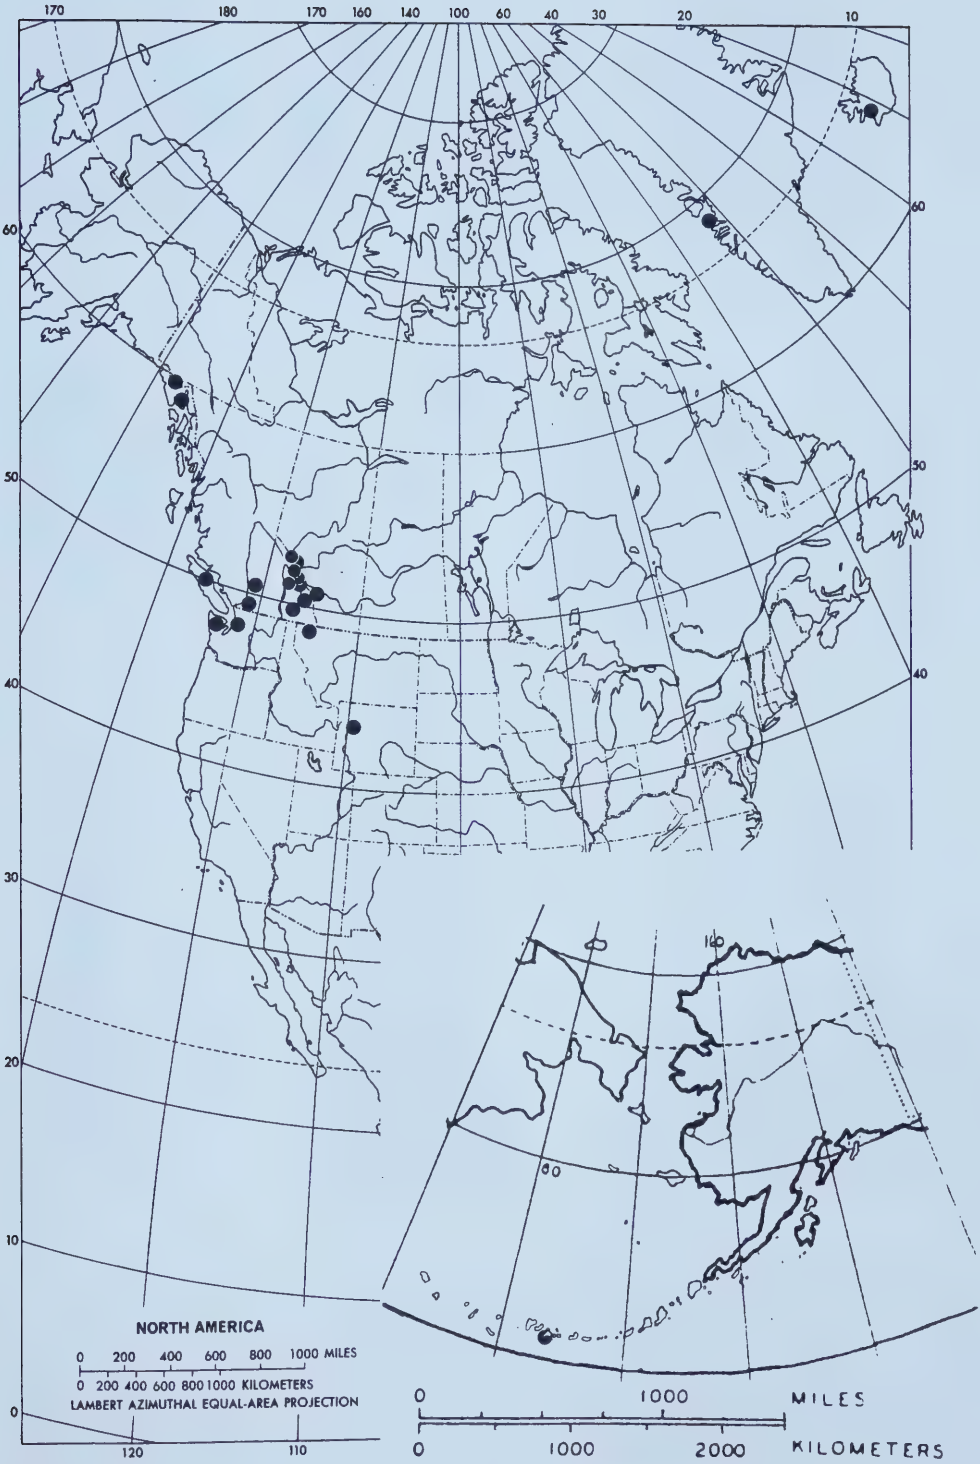 170 180 170 160 140 100 60 40 30 20 10
60 60
50 50
40 40
30
20
10
0
120 110
160
60
NORTH AMERICA
0 200 400 600 800 1000 MILES
0 200 400 600 800 1000 KILOMETERS
LAMBERT AZIMUTHAL EQUAL-AREA PROJECTION
0 1000 MILES
0 1000 2000 KILOMETERS